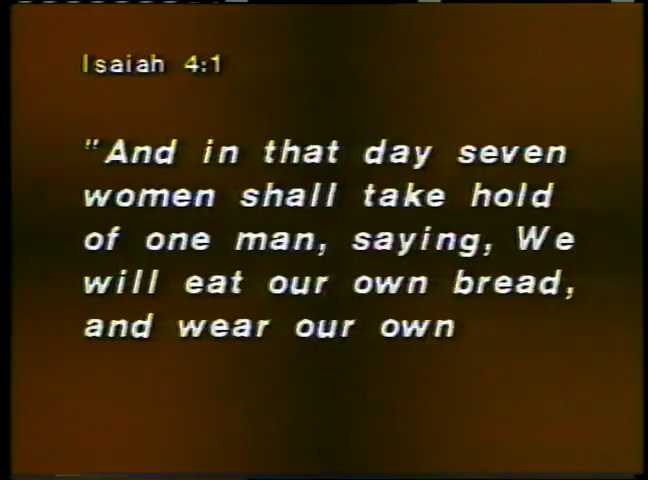 Isaiah 4:1
"And in that day seven
women shall take hold
of one man, saying, We
will eat our own bread,
and wear our own